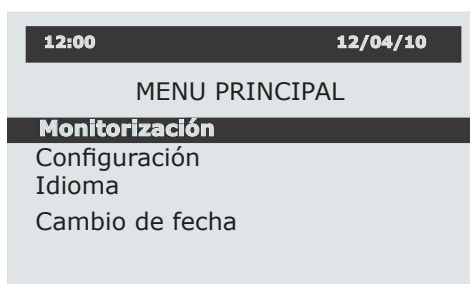 12:00 12/04/10
MENU PRINCIPAL
Monitorización
Configuración
Idioma
Cambio de fecha